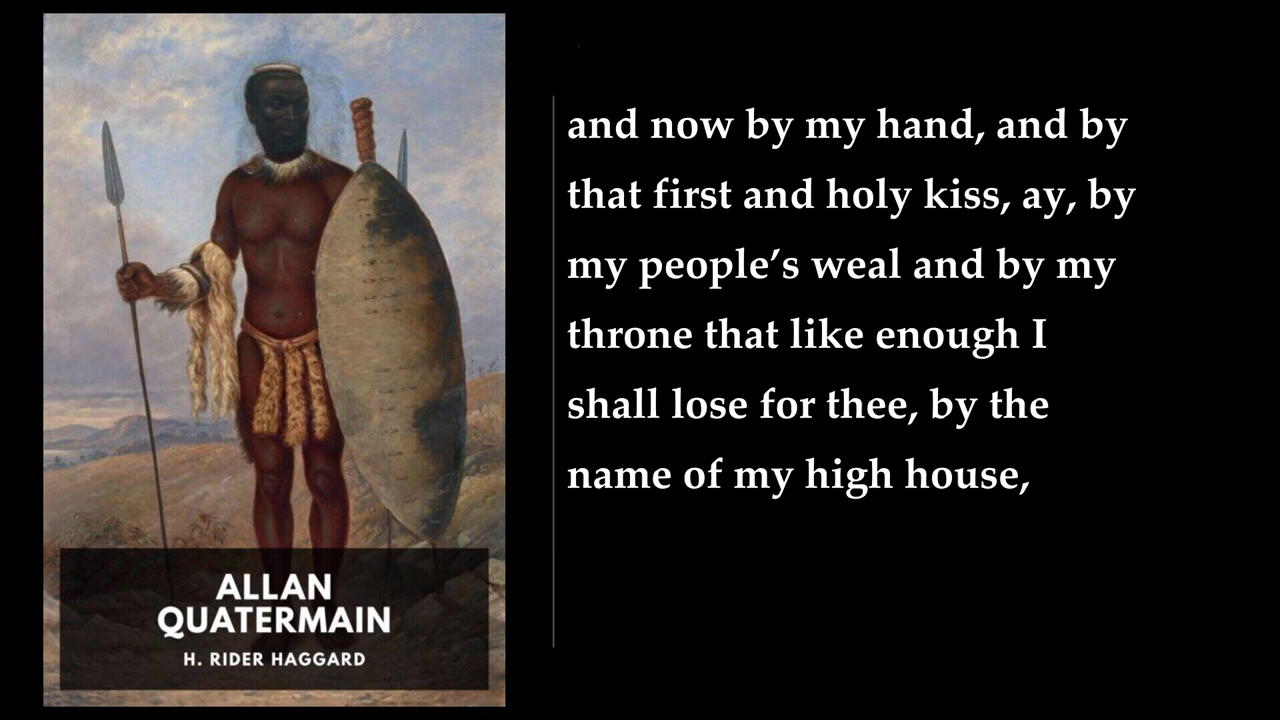 and now by my hand, and by
that first and holy kiss, ay, by
my people’s weal and by my
throne that like enough I
shall lose for thee, by the
name of my high house,
ALLAN
QUATERMAIN
H. RIDER HAGGARD